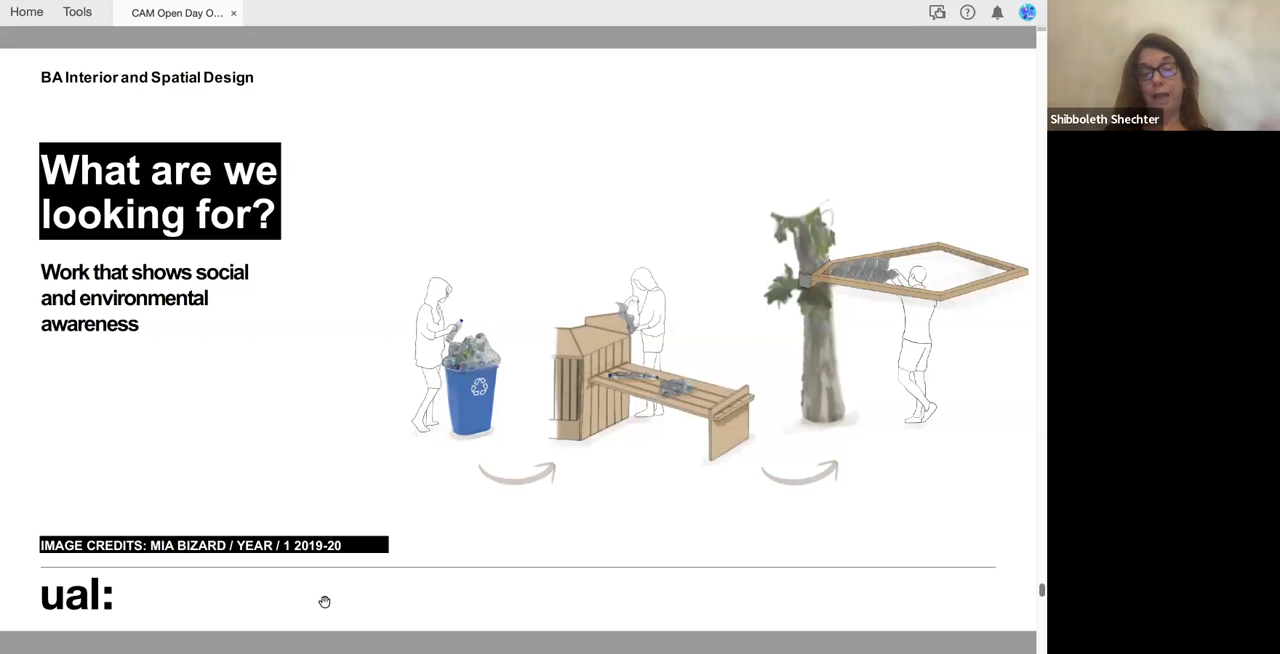 Home
Tools
CAM Open Day O...
BA Interior and Spatial Design
What are we
looking for?
Work that shows social
and environmental
awareness
IMAGE CREDITS: MIA BIZARD / YEAR / 1 2019-20
ual:
Shibboleth Shechter